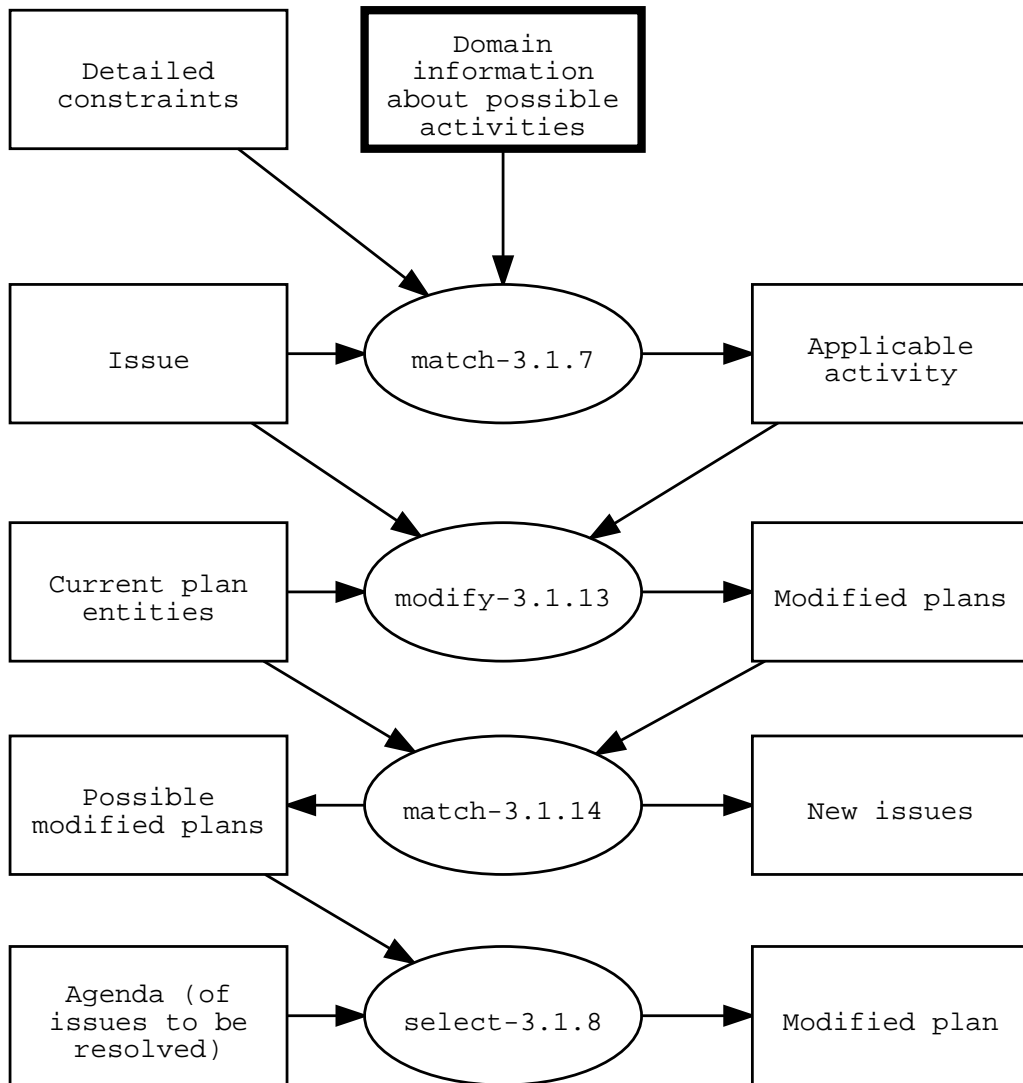 Detailed
constraints
Domain
information
about possible
activities
Issue
match-3.1.7
Applicable
activity
Current plan
entities
modify-3.1.13
Modified plans
Possible
modified plans
match-3.1.14
New issues
Agenda (of
issues to be
resolved)
select-3.1.8
Modified plan